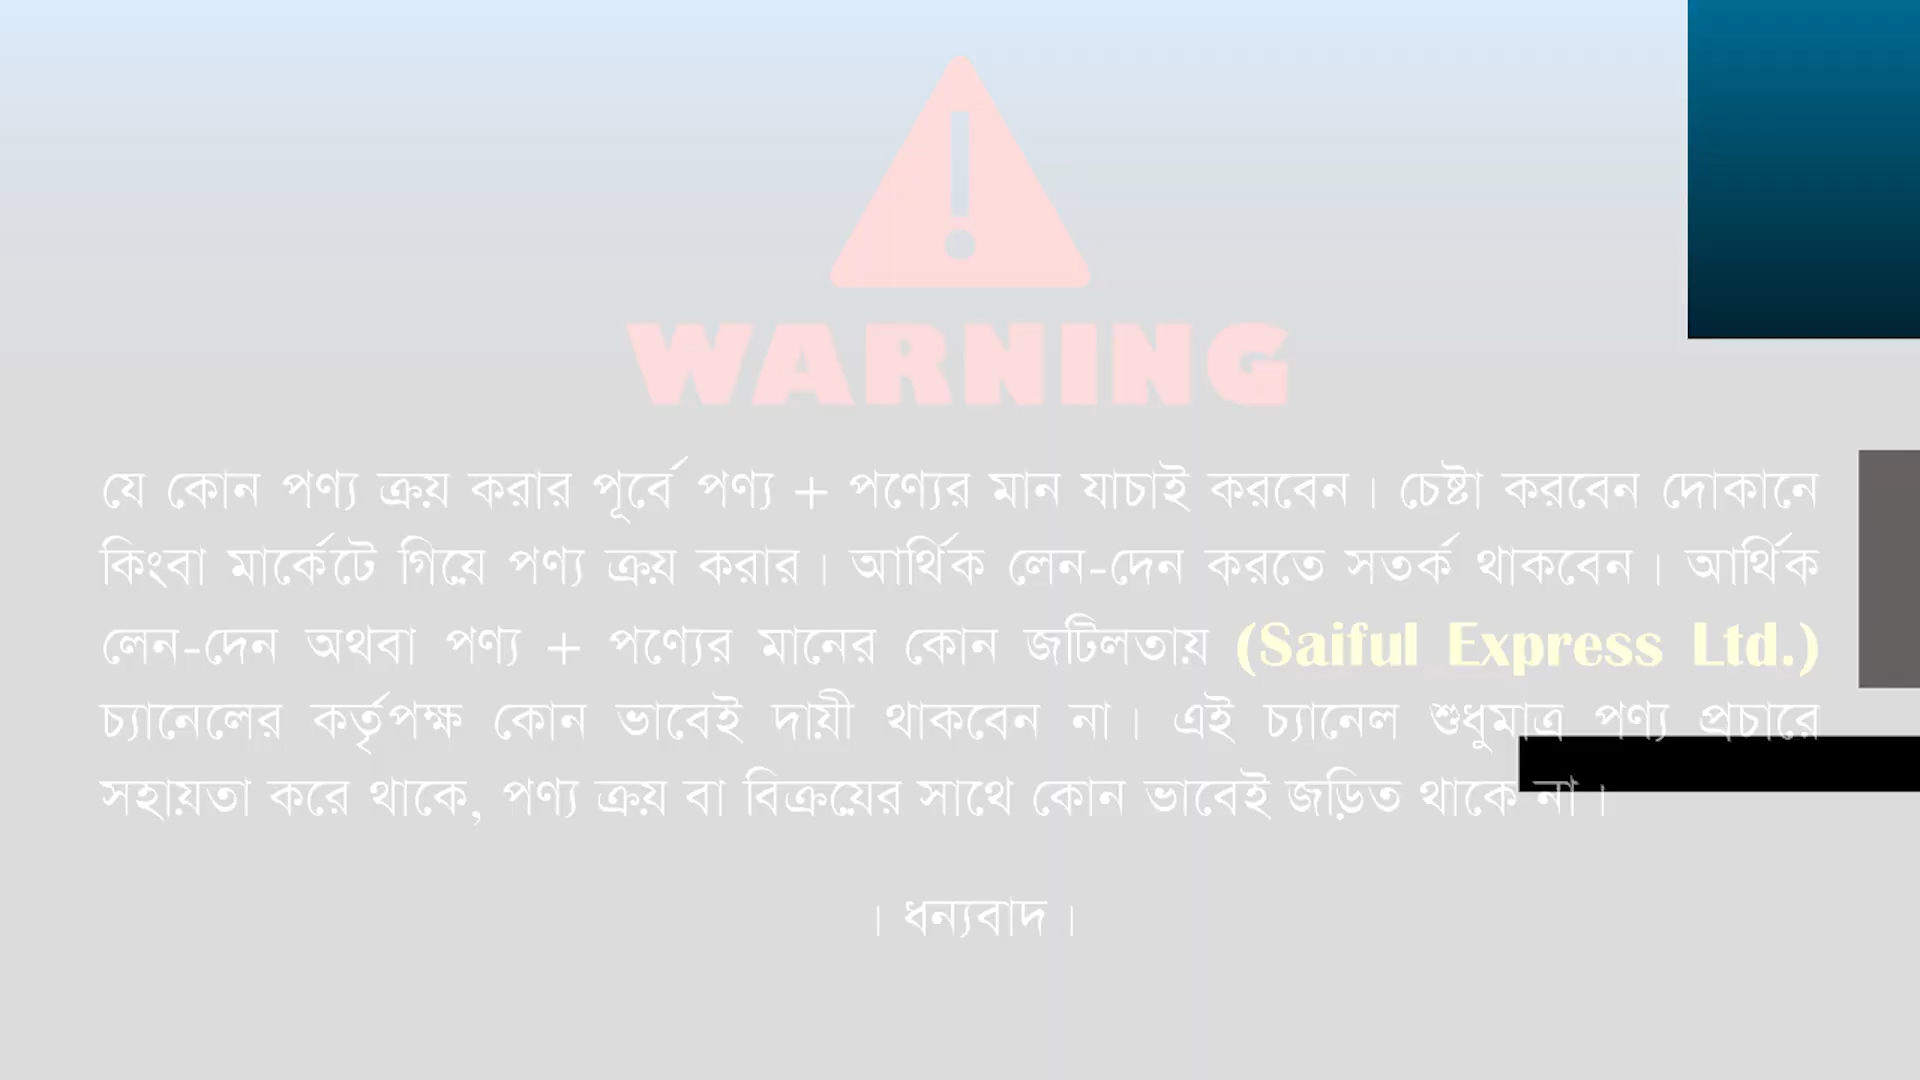 WARNING
যে কোন পণ্য ক্রয় করার পূর্বে পণ্য + পণ্যের মান যাচাই করবেন। চেষ্টা করবেন দোকানে
কিংবা মার্কেটে গিয়ে পণ্য ক্রয় করার। আর্থিক লেন-দেন করতে সতর্ক থাকবেন। আর্থিক
লেন-দেন অথবা পণ্য + পণ্যের মানের কোন জটিলতায় (Saiful Express Ltd.)
চ্যানেলের কর্তৃপক্ষ কোন ভাবেই দায়ী থাকবেন না। এই চ্যানেল শুধুমাত্র পণ্য প্রচারে
সহায়তা করে থাকে, পণ্য ক্রয় বা বিক্রয়ের সাথে কোন ভাবেই জড়িত থাকে না।
। ধন্যবাদ ।